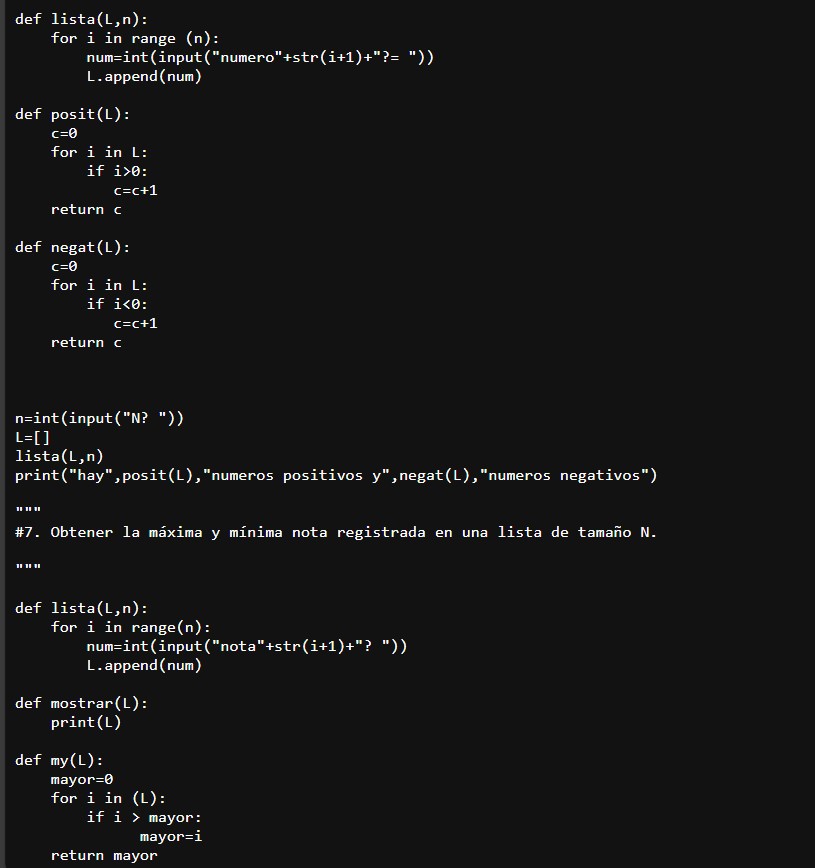 def lista(L,n):
    for i in range (n):
        num=int(input("numero"+str(i+1)+"?= "))
        L.append(num)

def posit(L):
    c=0
    for i in L:
        if i>0:
           c=c+1
    return c

def negat(L):
    c=0
    for i in L:
        if i<0:
           c=c+1
    return c



n=int(input("N? "))
L=[]
lista(L,n)
print("hay",posit(L),"numeros positivos y",negat(L),"numeros negativos")

"""
#7. Obtener la máxima y mínima nota registrada en una lista de tamaño N.

"""

def lista(L,n):
    for i in range(n):
        num=int(input("nota"+str(i+1)+"? "))
        L.append(num)

def mostrar(L):
    print(L)

def my(L):
    mayor=0
    for i in (L):
        if i > mayor:
              mayor=i
    return mayor